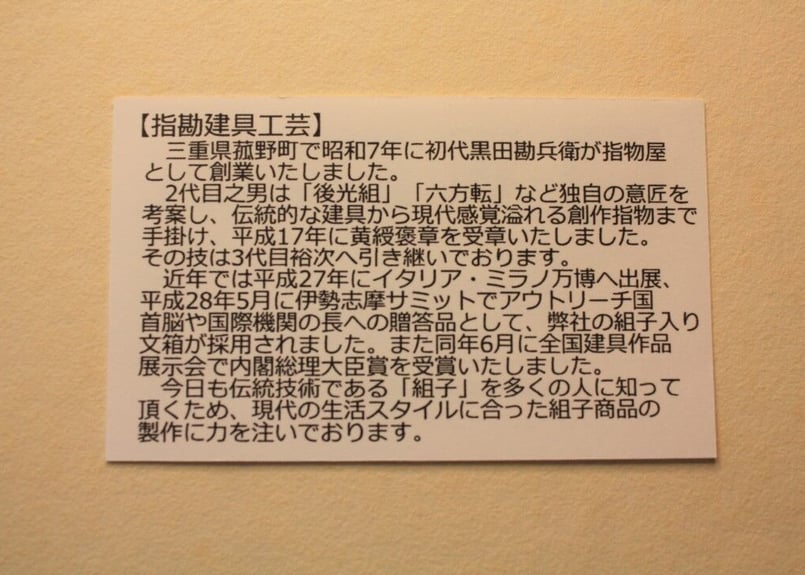 【指勘建具工芸】
三重県菰野町で昭和7年に初代黒田勘兵衛が指物屋
として創業いたしました。
2代目之男は「後光組」「六方転」など独自の意匠を
考案し、伝統的な建具から現代感覚溢れる創作指物まで
手掛け、平成17年に黄綬褒章を受章いたしました。
その技は3代目裕次へ引き継いでおります。
近年では平成27年にイタリア・ミラノ万博へ出展、
平成28年5月に伊勢志摩サミットでアウトリーチ国
首脳や国際機関の長への贈答品として、弊社の組子入り
文箱が採用されました。また同年6月に全国建具作品
展示会で内閣総理大臣賞を受賞いたしました。
今日も伝統技術である「組子」を多くの人に知って
頂くため、現代の生活スタイルに合った組子商品の
製作に力を注いでおります。